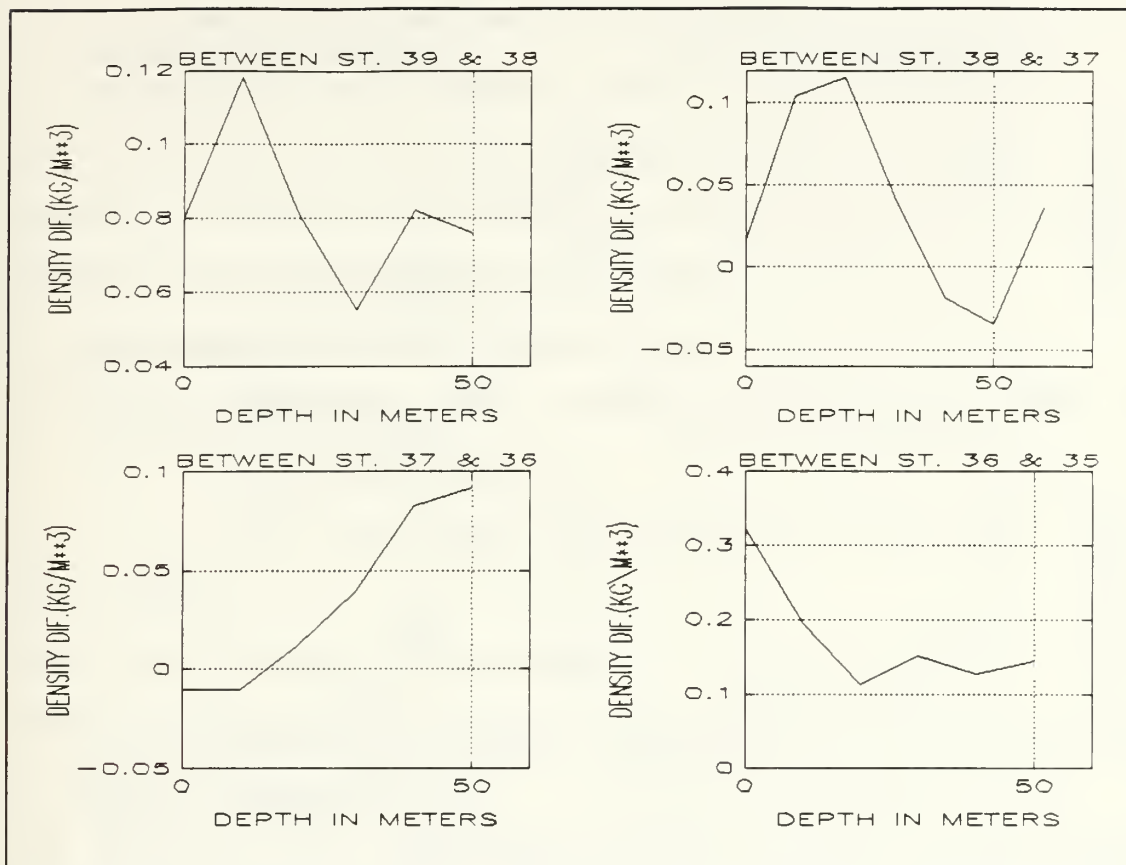 BETWEEN ST. 39 & 38
DENSITY DIF.(KG/M**3)
0.12
0.1
0.08
0.06
0.04
0
50
DEPTH IN METERS
BETWEEN ST. 38 & 37
DENSITY DIF.(KG/M**3)
0.1
0.05
0
-0.05
0
50
DEPTH IN METERS
BETWEEN ST. 37 & 36
DENSITY DIF.(KG/M**3)
0.1
0.05
0
-0.05
0
50
DEPTH IN METERS
BETWEEN ST. 36 & 35
DENSITY DIF.(KG\M**3)
0.4
0.3
0.2
0.1
0
0
50
DEPTH IN METERS